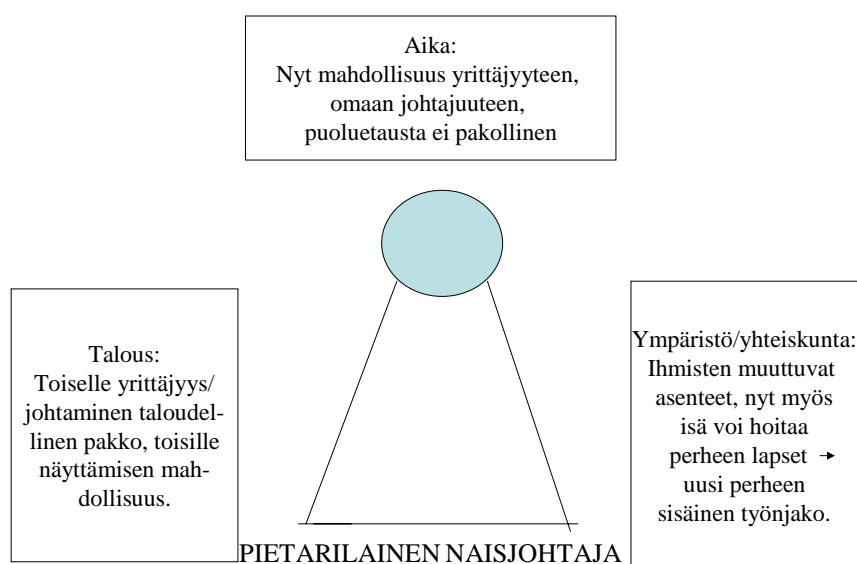 Aika:
Nyt mahdollisuus yrittäjyyteen,
omaan johtajuuteen,
puoluetausta ei pakollinen
Talous:
Toiselle yrittäjyys/
johtaminen taloudel-
linen pakko, toisille
näyttämisen mah-
dollisuus.
Ympäristö/yhteiskunta:
Ihmisten muuttuvat
asenteet, nyt myös
isä voi hoitaa
perheen lapset →
uusi perheen
sisäinen työnjako.
PIETARILAINEN NAISJOHTAJA